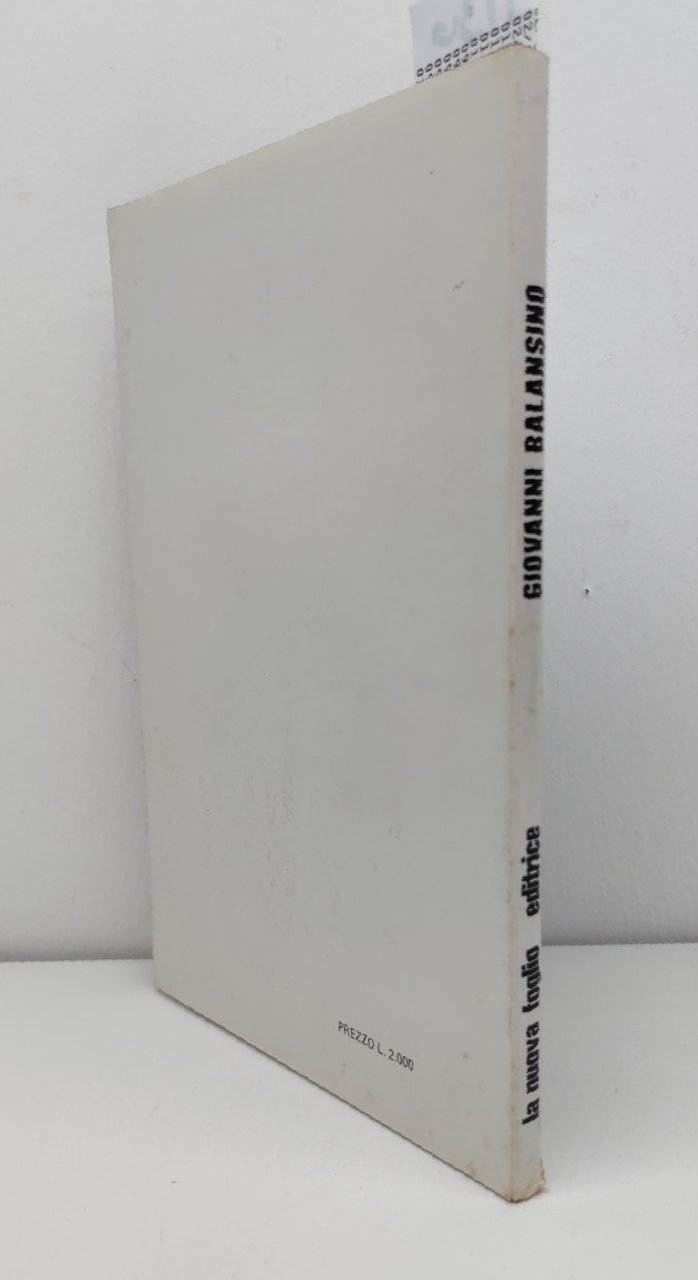 GIOVANNI BALANSINO
la nuova foglio editrice
PREZZO L. 2.000